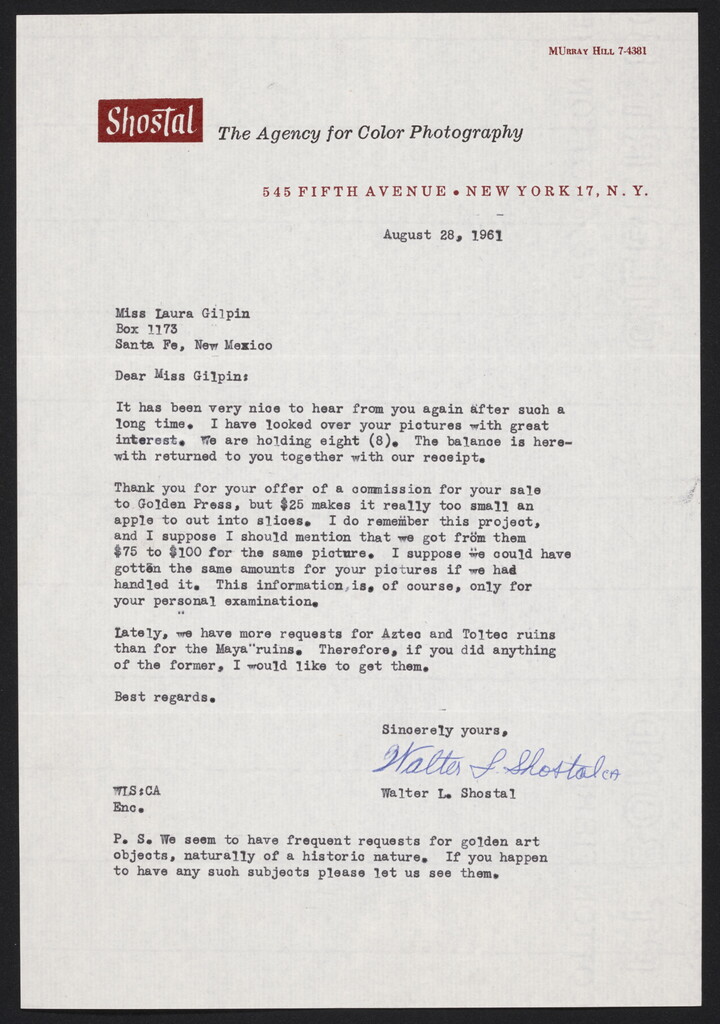 MURRAY HILL 7-4381
Shostal The Agency for Color Photography
545 FIFTH AVENUE • NEW YORK 17, N. Y.
August 28, 1961
Miss Laura Gilpin
Box 1173
Santa Fe, New Mexico
Dear Miss Gilpin:
It has been very nice to hear from you again after such a
long time. I have looked over your pictures with great
interest. We are holding eight (8). The balance is here-
with returned to you together with our receipt.
Thank you for your offer of a commission for your sale
to Golden Press, but $25 makes it really too small an
apple to cut into slices. I do remember this project,
and I suppose I should mention that we got from them
$75 to $100 for the same picture. I suppose we could have
gotten the same amounts for your pictures if we had
handled it. This information, is, of course, only for
your personal examination.
Lately, we have more requests for Aztec and Toltec ruins
than for the Maya"ruins. Therefore, if you did anything
of the former, I would like to get them.
Best regards.
Sincerely yours,
Walter L. Shostal CA
WLS:CA Walter L. Shostal
Enc.
P. S. We seem to have frequent requests for golden art
objects, naturally of a historic nature. If you happen
to have any such subjects please let us see them.